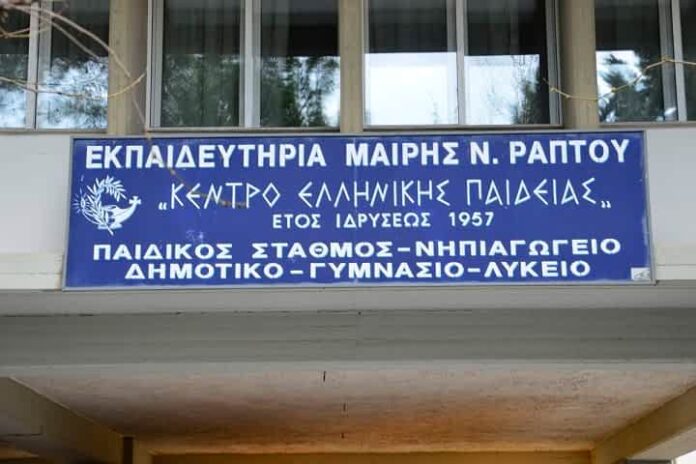 ΕΚΠΑΙΔΕΥΤΗΡΙΑ ΜΑΙΡΗΣ Ν. ΡΑΠΤΟΥ
„ΚΕΝΤΡΟ ΕΛΛΗΝΙΚΗΣ ΠΑΙΔΕΙΑΣ„
ΕΤΟΣ ΙΔΡΥΣΕΩΣ 1957
ΠΑΙΔΙΚΟΣ ΣΤΑΘΜΟΣ-ΝΗΠΙΑΓΩΓΕΙΟ
ΔΗΜΟΤΙΚΟ-ΓΥΜΝΑΣΙΟ-ΛΥΚΕΙΟ